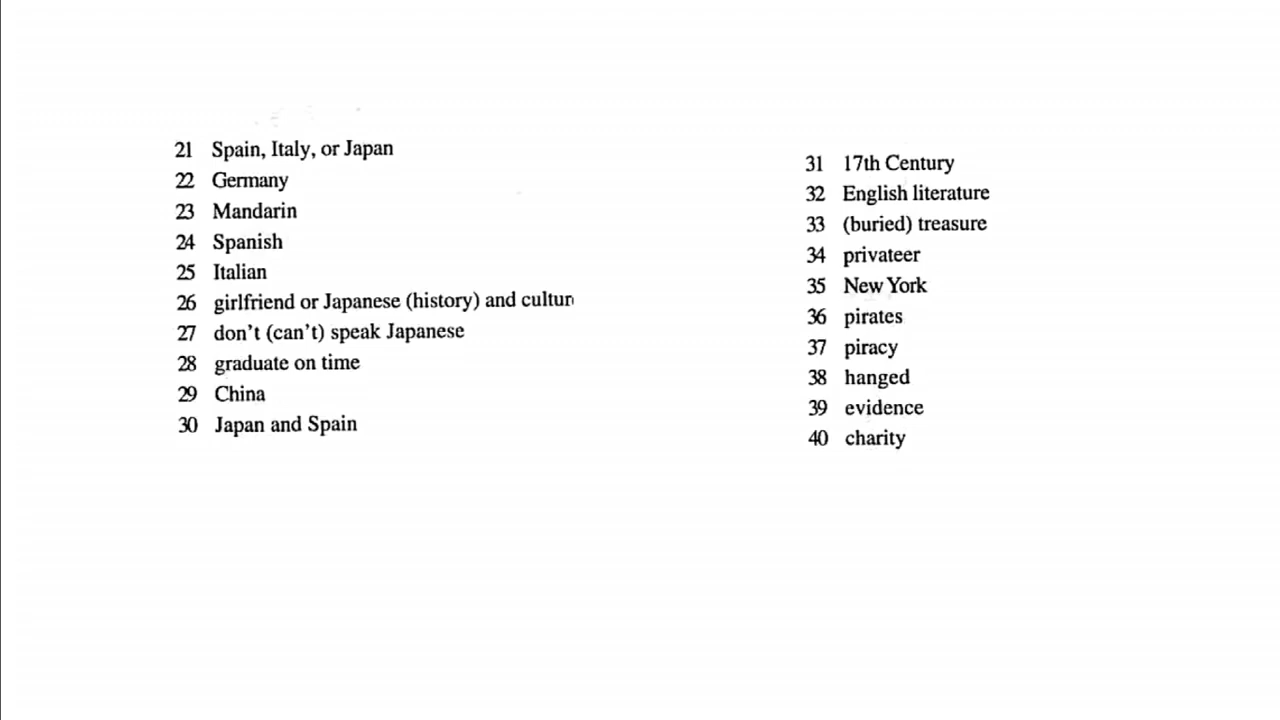 21 Spain, Italy, or Japan
22 Germany
23 Mandarin
24 Spanish
25 Italian
26 girlfriend or Japanese (history) and
27 don't (can't) speak Japanese
28 graduate on time
29 China
30 Japan and Spain
31 17th Century
32 English literature
33 (buried) treasure
34 privateer
35 New York
36 pirates
37 piracy
38 hanged
39 evidence
40 charity